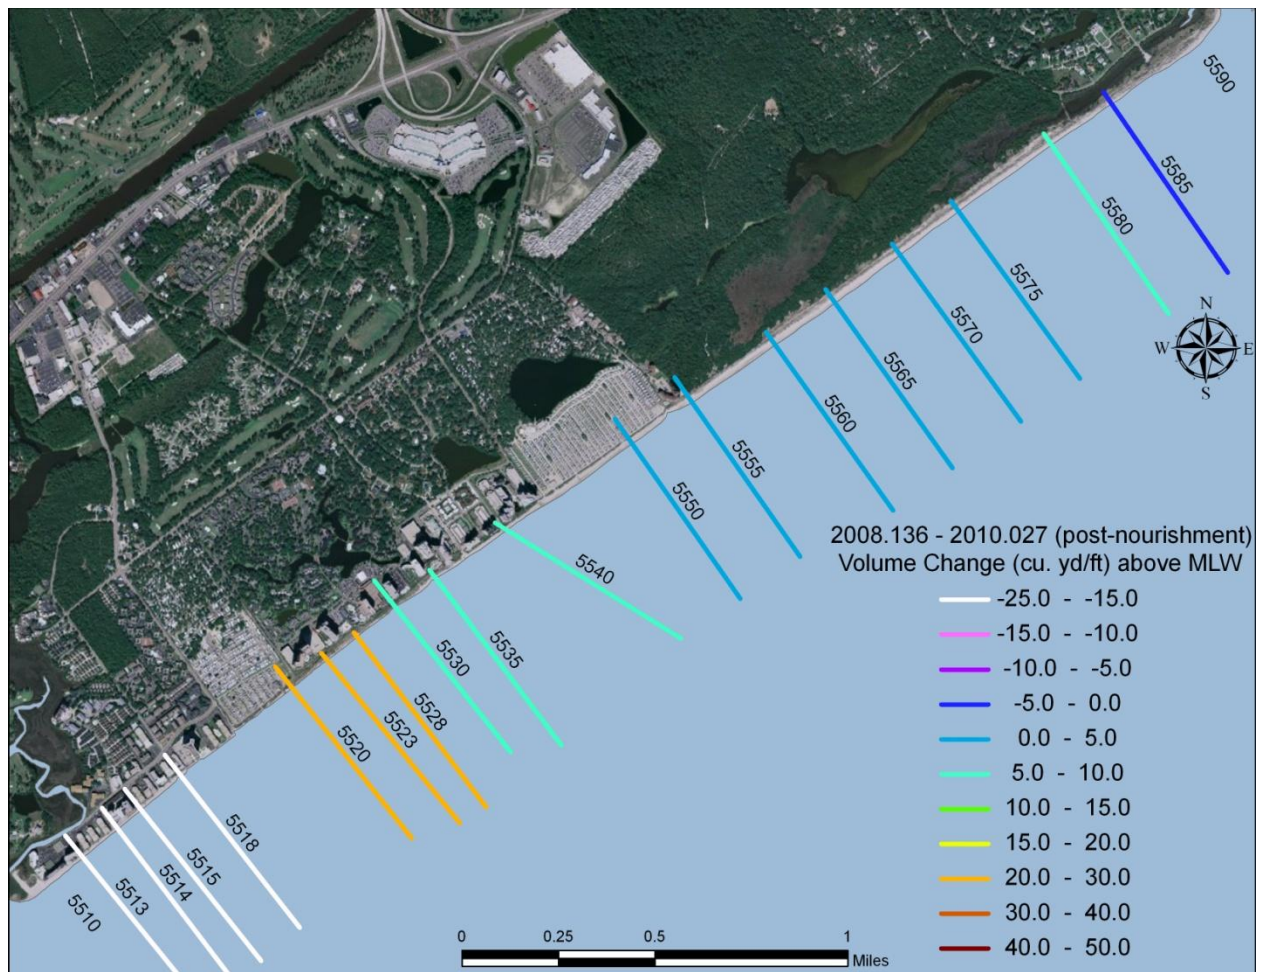 5590
5585
5580
5575
5570
5565
5560
5555
5550
5540
5535
5530
5528
5523
5520
5518
5515
5514
5513
5510
N
W E
S
2008.136 - 2010.027 (post-nourishment)
Volume Change (cu. yd/ft) above MLW
-25.0 - -15.0
-15.0 - -10.0
-10.0 - -5.0
-5.0 - 0.0
0.0 - 5.0
5.0 - 10.0
10.0 - 15.0
15.0 - 20.0
20.0 - 30.0
30.0 - 40.0
40.0 - 50.0
0 0.25 0.5 1
Miles